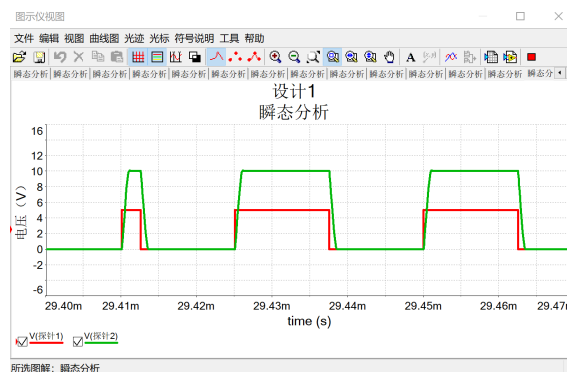 图示仪视图
文件 编辑 视图 曲线图 光迹 光标 符号说明 工具 帮助
瞬态分析 瞬态分析 瞬态分析 瞬态分析 瞬态分析 瞬态分析 瞬态分析 瞬态分析 瞬态分析 瞬态分析 瞬态分析 瞬态分析 瞬态分析 瞬态分
设计1
瞬态分析
16
12
10
8
6
4
2
0
-2
-6
电压 (V)
29.40m 29.41m 29.42m 29.43m 29.44m 29.45m 29.46m 29.47
time (s)
V(探针1) V(探针2)
所选图解: 瞬态分析